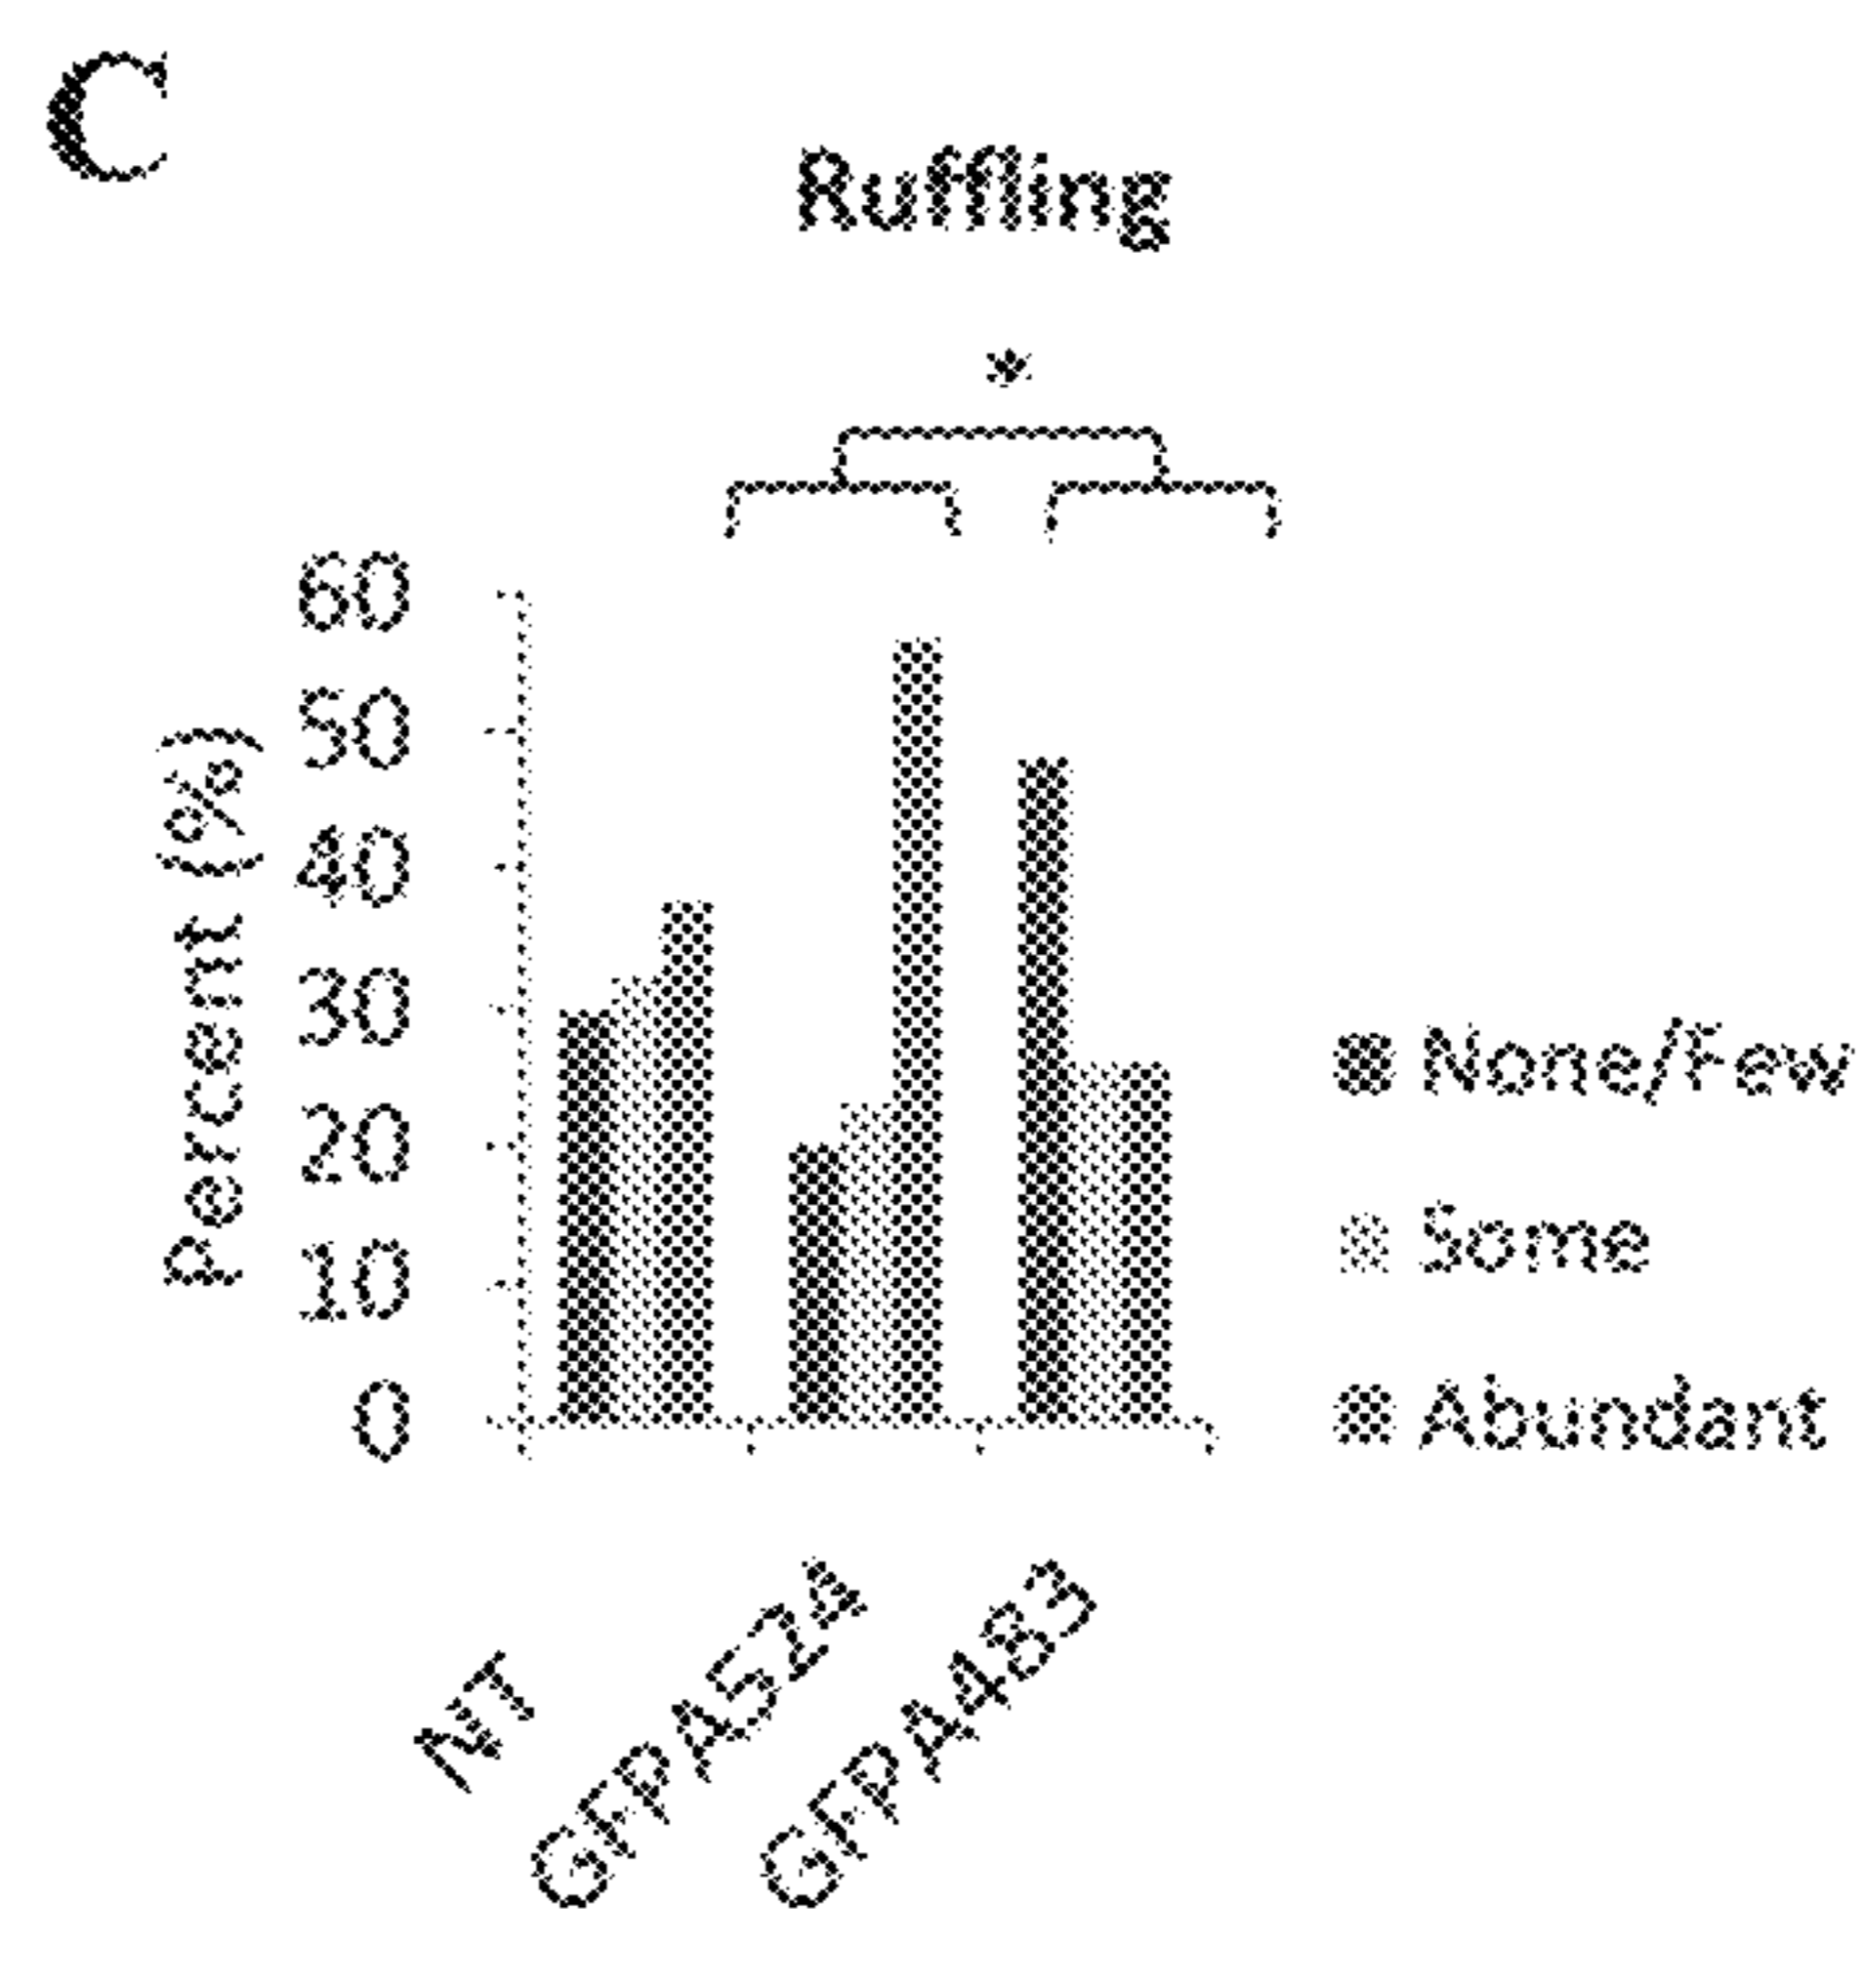 C
Ruffling
*
60
50
40
30
20
10
0
Percent (%)
None/Few
Some
Abundant
NT
GFPA524
GFPA483